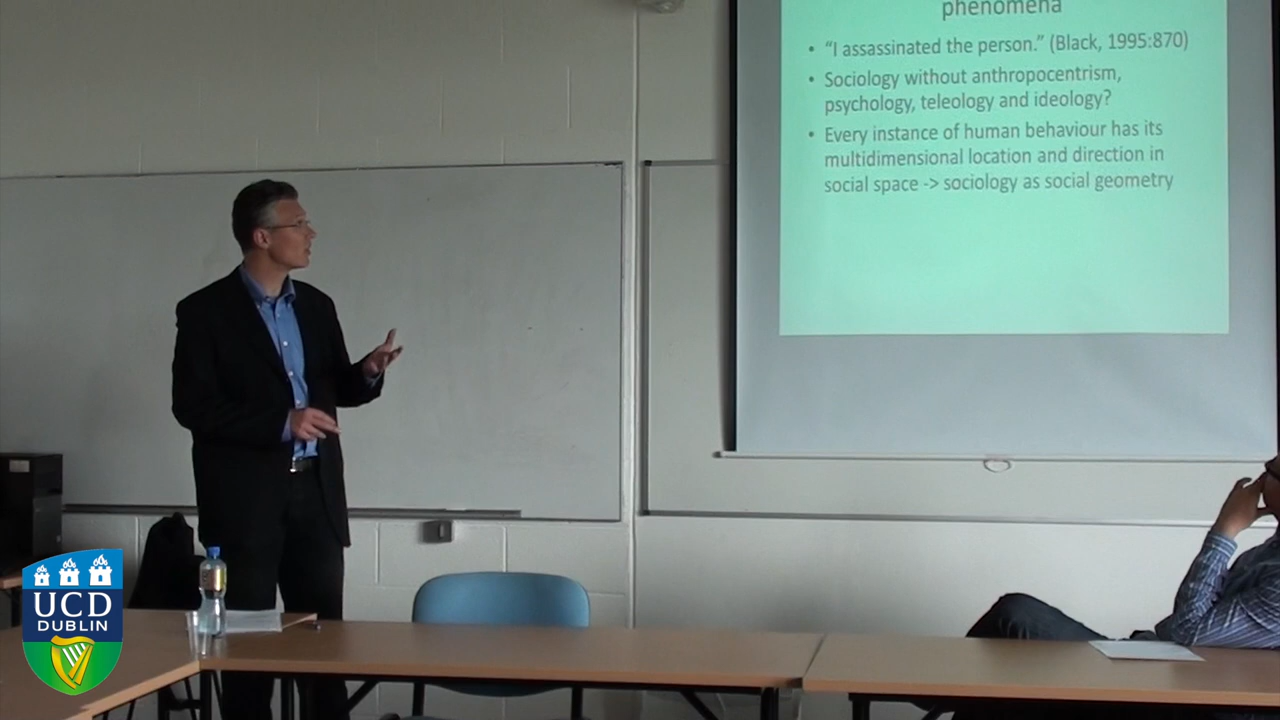 phenomena
• “I assassinated the person.” (Black, 1995:870)
• Sociology without anthropocentrism,
psychology, teleology and ideology?
• Every instance of human behaviour has its
multidimensional location and direction in
social space -> sociology as social geometry
UCD
DUBLIN